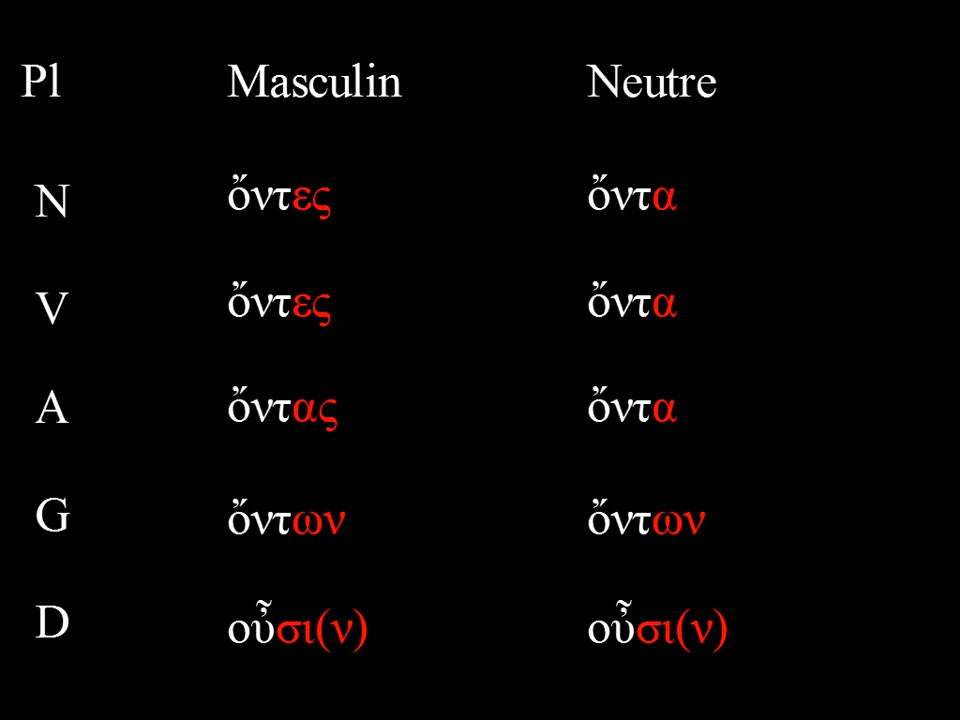 Pl Masculin Neutre
N ὄντες ὄντα
V ὄντες ὄντα
A ὄντας ὄντα
G ὄντων ὄντων
D οὖσι(ν) οὖσι(ν)